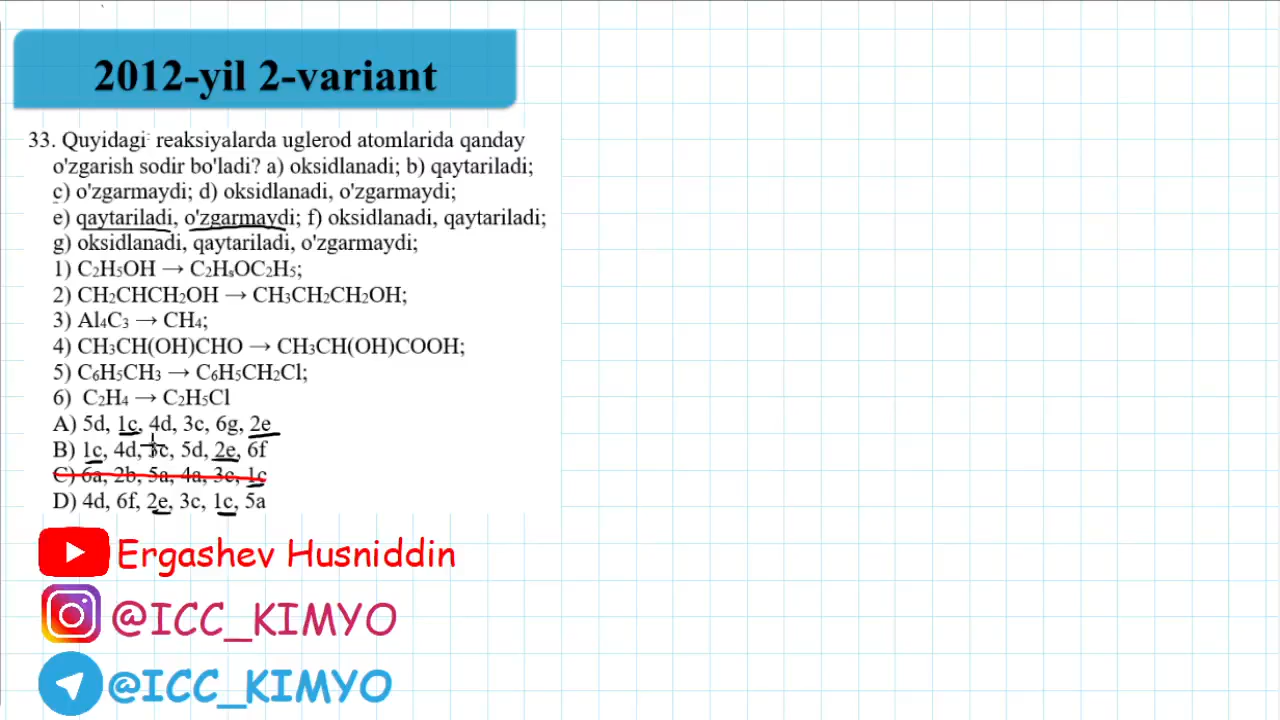 2012-yil 2-variant
33. Quyidagi reaksiyalarda uglerod atomlarida qanday
o'zgarish sodir bo'ladi? a) oksidlanadi; b) qaytariladi;
c) o'zgarmaydi; d) oksidlanadi, o'zgarmaydi;
e) qaytariladi, o'zgarmaydi; f) oksidlanadi, qaytariladi;
g) oksidlanadi, qaytariladi, o'zgarmaydi;
1) C₂H₅OH → C₂H₅OC₂H₅;
2) CH₂CHCH₂OH → CH₃CH₂CH₂OH;
3) Al₄C₃ → CH₄;
4) CH₃CH(OH)CHO → CH₃CH(OH)COOH;
5) C₆H₅CH₃ → C₆H₅CH₂Cl;
6) C₂H₄ → C₂H₅Cl
A) 5d, 1c, 4d, 3c, 6g, 2e
B) 1c, 4d, 3c, 5d, 2e, 6f
C) 6a, 2b, 5a, 4a, 3c, 1c
D) 4d, 6f, 2e, 3c, 1c, 5a
Ergashev Husniddin
@ICC_KIMYO
@ICC_KIMYO